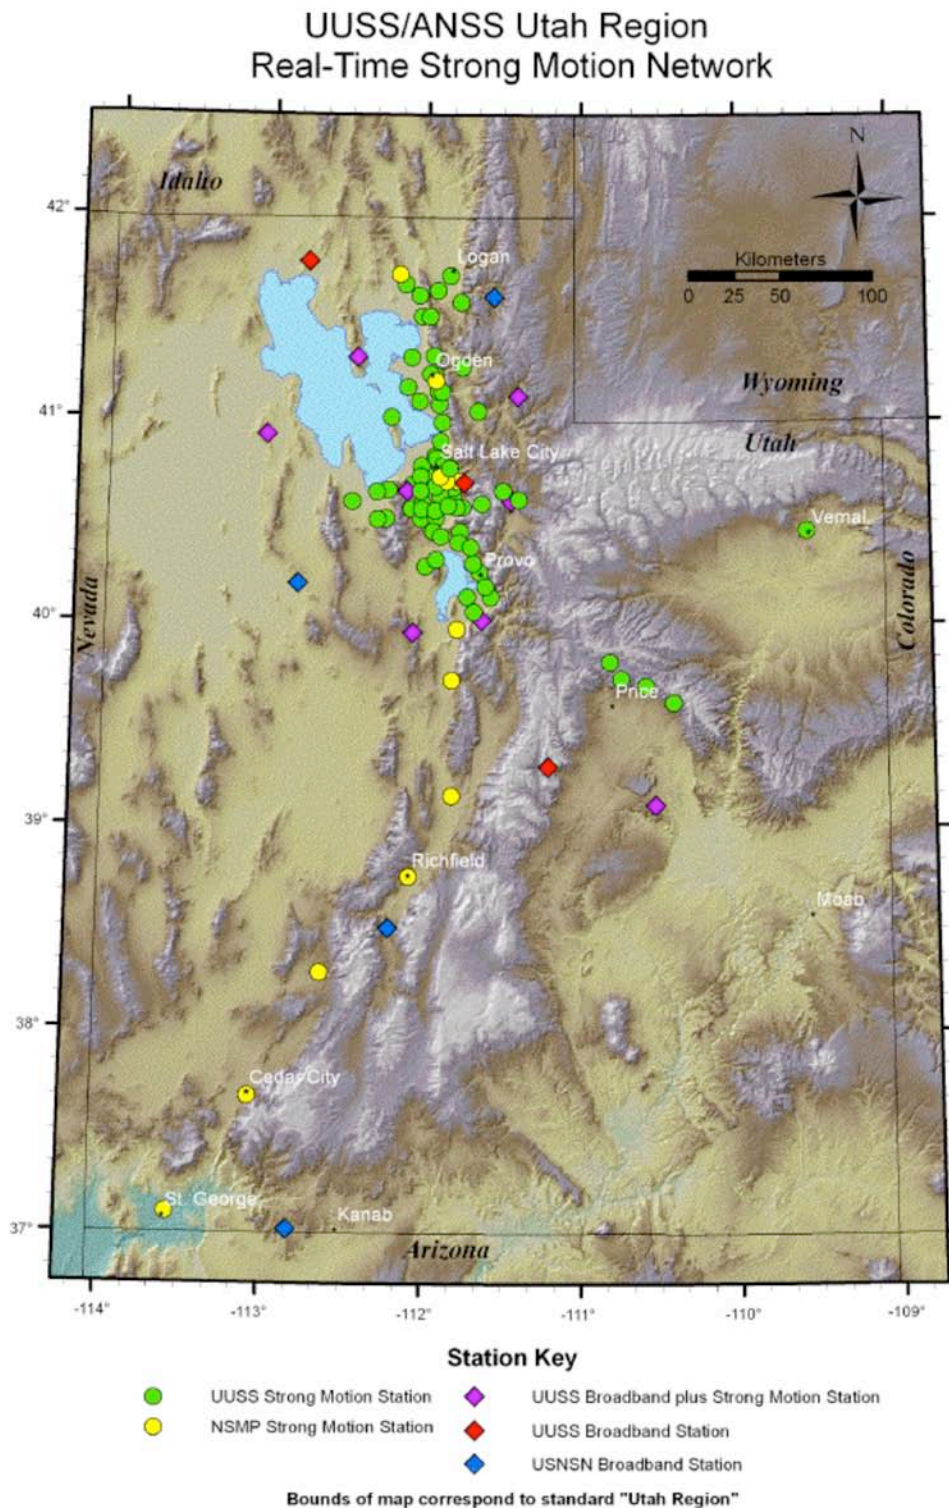 UUSS/ANSS Utah Region
Real-Time Strong Motion Network
N
Idaho
42°
Logan
Kilometers
0 25 50 100
Ogden
Wyoming
41°
Utah
Salt Lake City
Vernal
Provo
Nevada
Colorado
40°
Price
39°
Richfield
Moab
38°
Cedar City
St. George
Kanab
37°
Arizona
-114° -113° -112° -111° -110° -109°
Station Key
UUSS Strong Motion Station
UUSS Broadband plus Strong Motion Station
NSMP Strong Motion Station
UUSS Broadband Station
USNSN Broadband Station
Bounds of map correspond to standard "Utah Region"